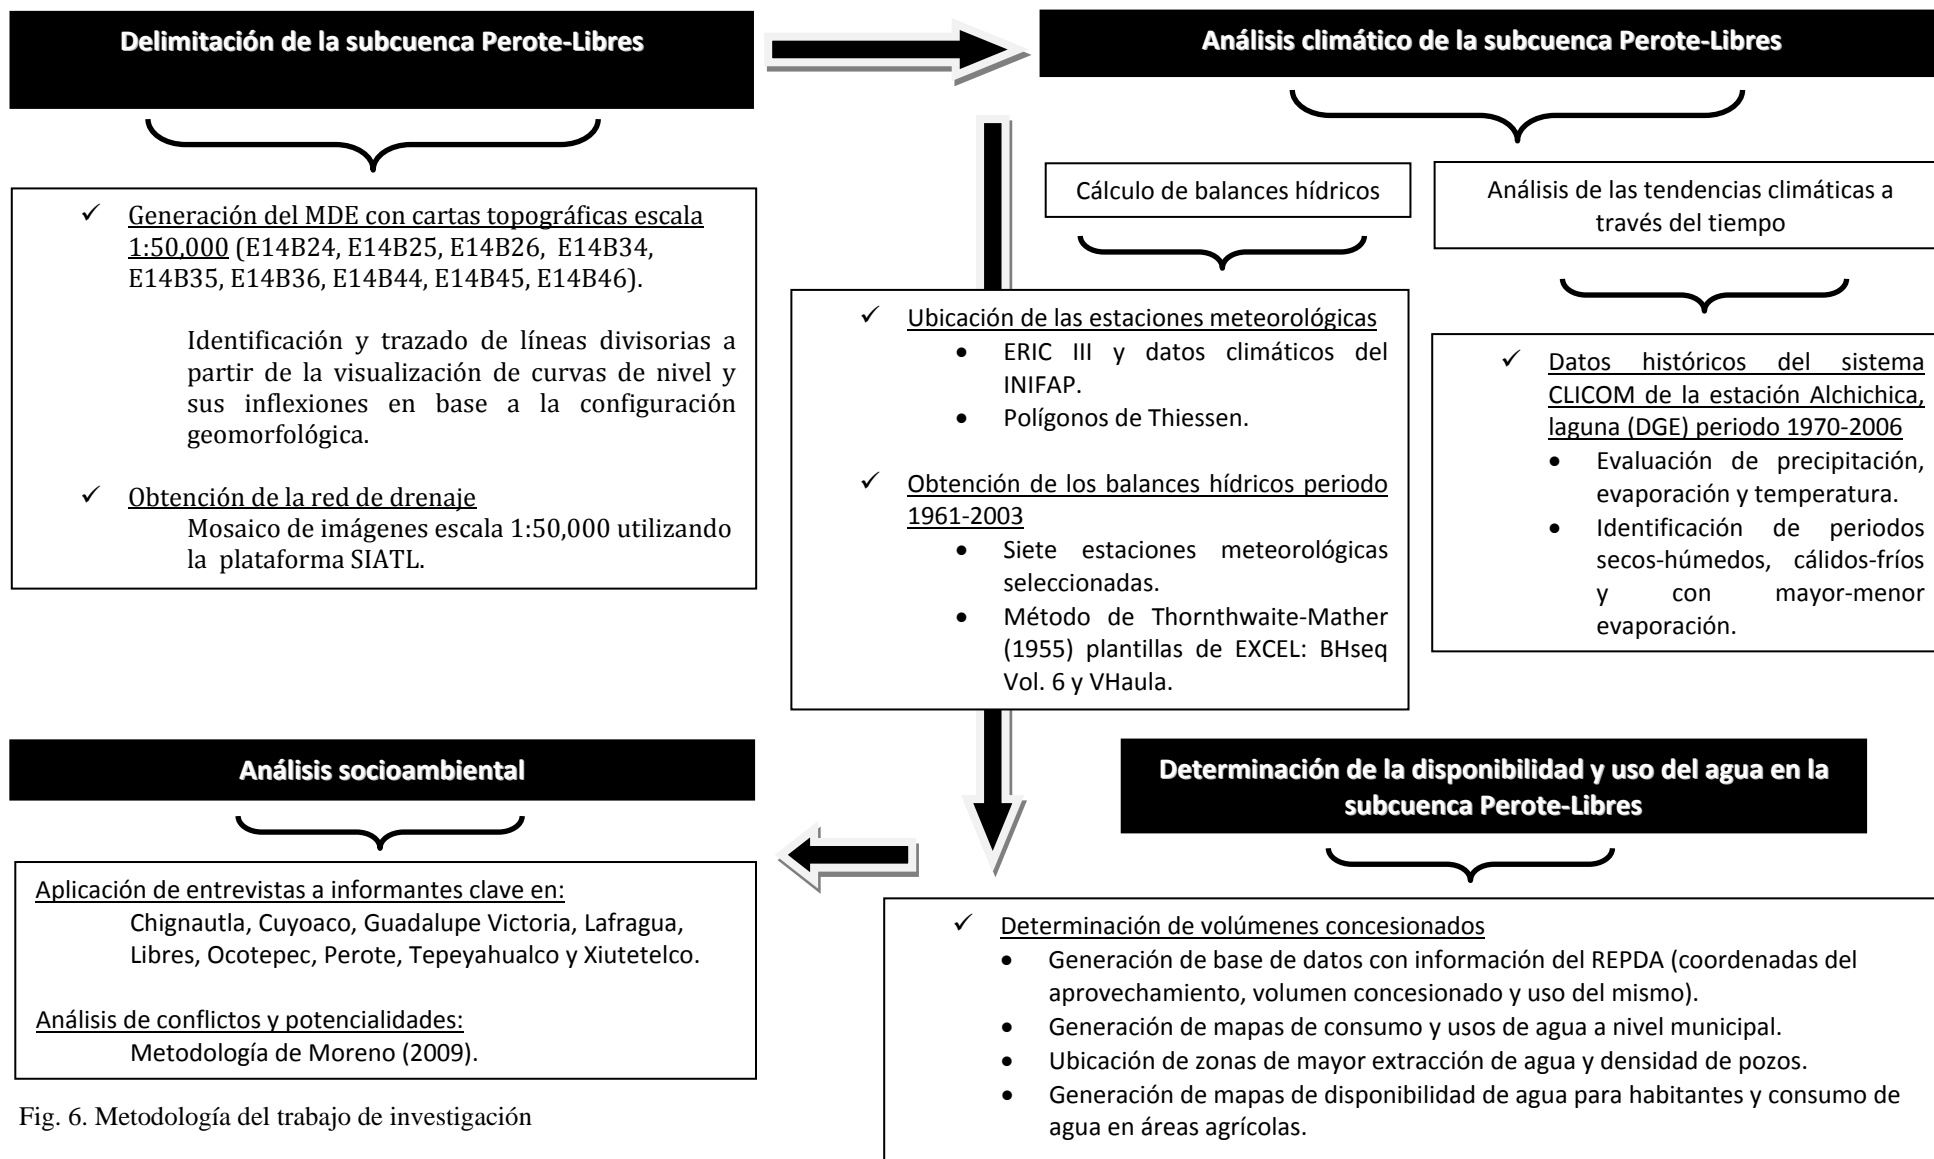 Delimitación de la subcuenca Perote-Libres
✓ Generación del MDE con cartas topográficas escala
1:50,000 (E14B24, E14B25, E14B26, E14B34,
E14B35, E14B36, E14B44, E14B45, E14B46).
Identificación y trazado de líneas divisorias a
partir de la visualización de curvas de nivel y
sus inflexiones en base a la configuración
geomorfológica.
✓ Obtención de la red de drenaje
Mosaico de imágenes escala 1:50,000 utilizando
la plataforma SIATL.
Análisis climático de la subcuenca Perote-Libres
Cálculo de balances hídricos
✓ Ubicación de las estaciones meteorológicas
• ERIC III y datos climáticos del
INIFAP.
• Polígonos de Thiessen.
✓ Obtención de los balances hídricos periodo
1961-2003
• Siete estaciones meteorológicas
seleccionadas.
• Método de Thornthwaite-Mather
(1955) plantillas de EXCEL: BHseq
Vol. 6 y VHaula.
Análisis de las tendencias climáticas a
través del tiempo
✓ Datos históricos del sistema
CLICOM de la estación Alchichica,
laguna (DGE) periodo 1970-2006
• Evaluación de precipitación,
evaporación y temperatura.
• Identificación de periodos
secos-húmedos, cálidos-fríos
y con mayor-menor
evaporación.
Determinación de la disponibilidad y uso del agua en la
subcuenca Perote-Libres
✓ Determinación de volúmenes concesionados
• Generación de base de datos con información del REPDA (coordenadas del
aprovechamiento, volumen concesionado y uso del mismo).
• Generación de mapas de consumo y usos de agua a nivel municipal.
• Ubicación de zonas de mayor extracción de agua y densidad de pozos.
• Generación de mapas de disponibilidad de agua para habitantes y consumo de
agua en áreas agrícolas.
Análisis socioambiental
Aplicación de entrevistas a informantes clave en:
Chignautla, Cuyoaco, Guadalupe Victoria, Lafragua,
Libres, Ocotepec, Perote, Tepeyahualco y Xiutetelco.
Análisis de conflictos y potencialidades:
Metodología de Moreno (2009).
Fig. 6. Metodología del trabajo de investigación